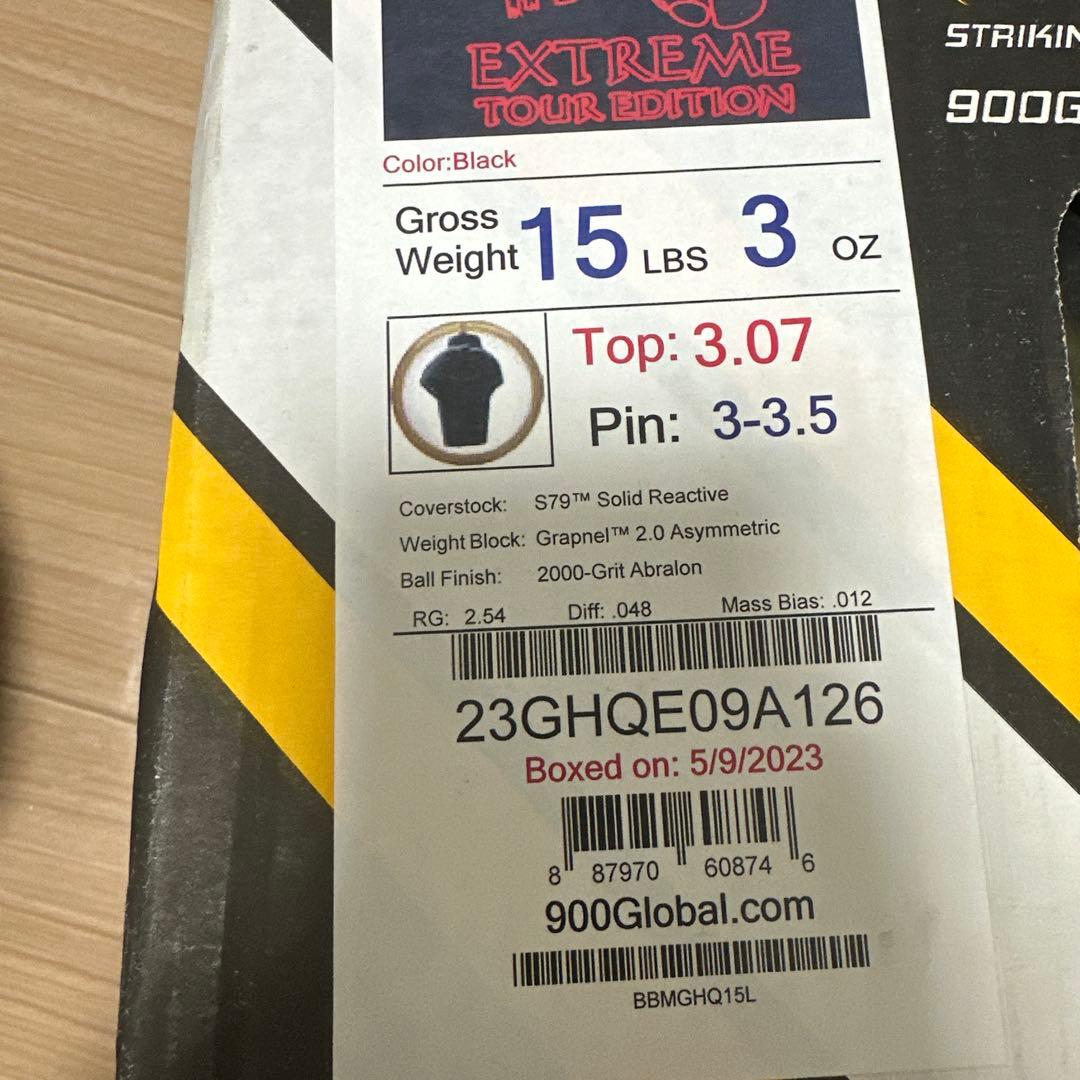 EXTREME
TOUR EDITION
Color:Black
Gross Weight 15 LBS 3 OZ
Top: 3.07
Pin: 3-3.5
Coverstock: S79™ Solid Reactive
Weight Block: Grapnel™ 2.0 Asymmetric
Ball Finish: 2000-Grit Abralon
RG: 2.54 Diff: .048 Mass Bias: .012
23GHQE09A126
Boxed on: 5/9/2023
8 87970 60874 6
900Global.com
BBMGHQ15L
STRIKIN
900G